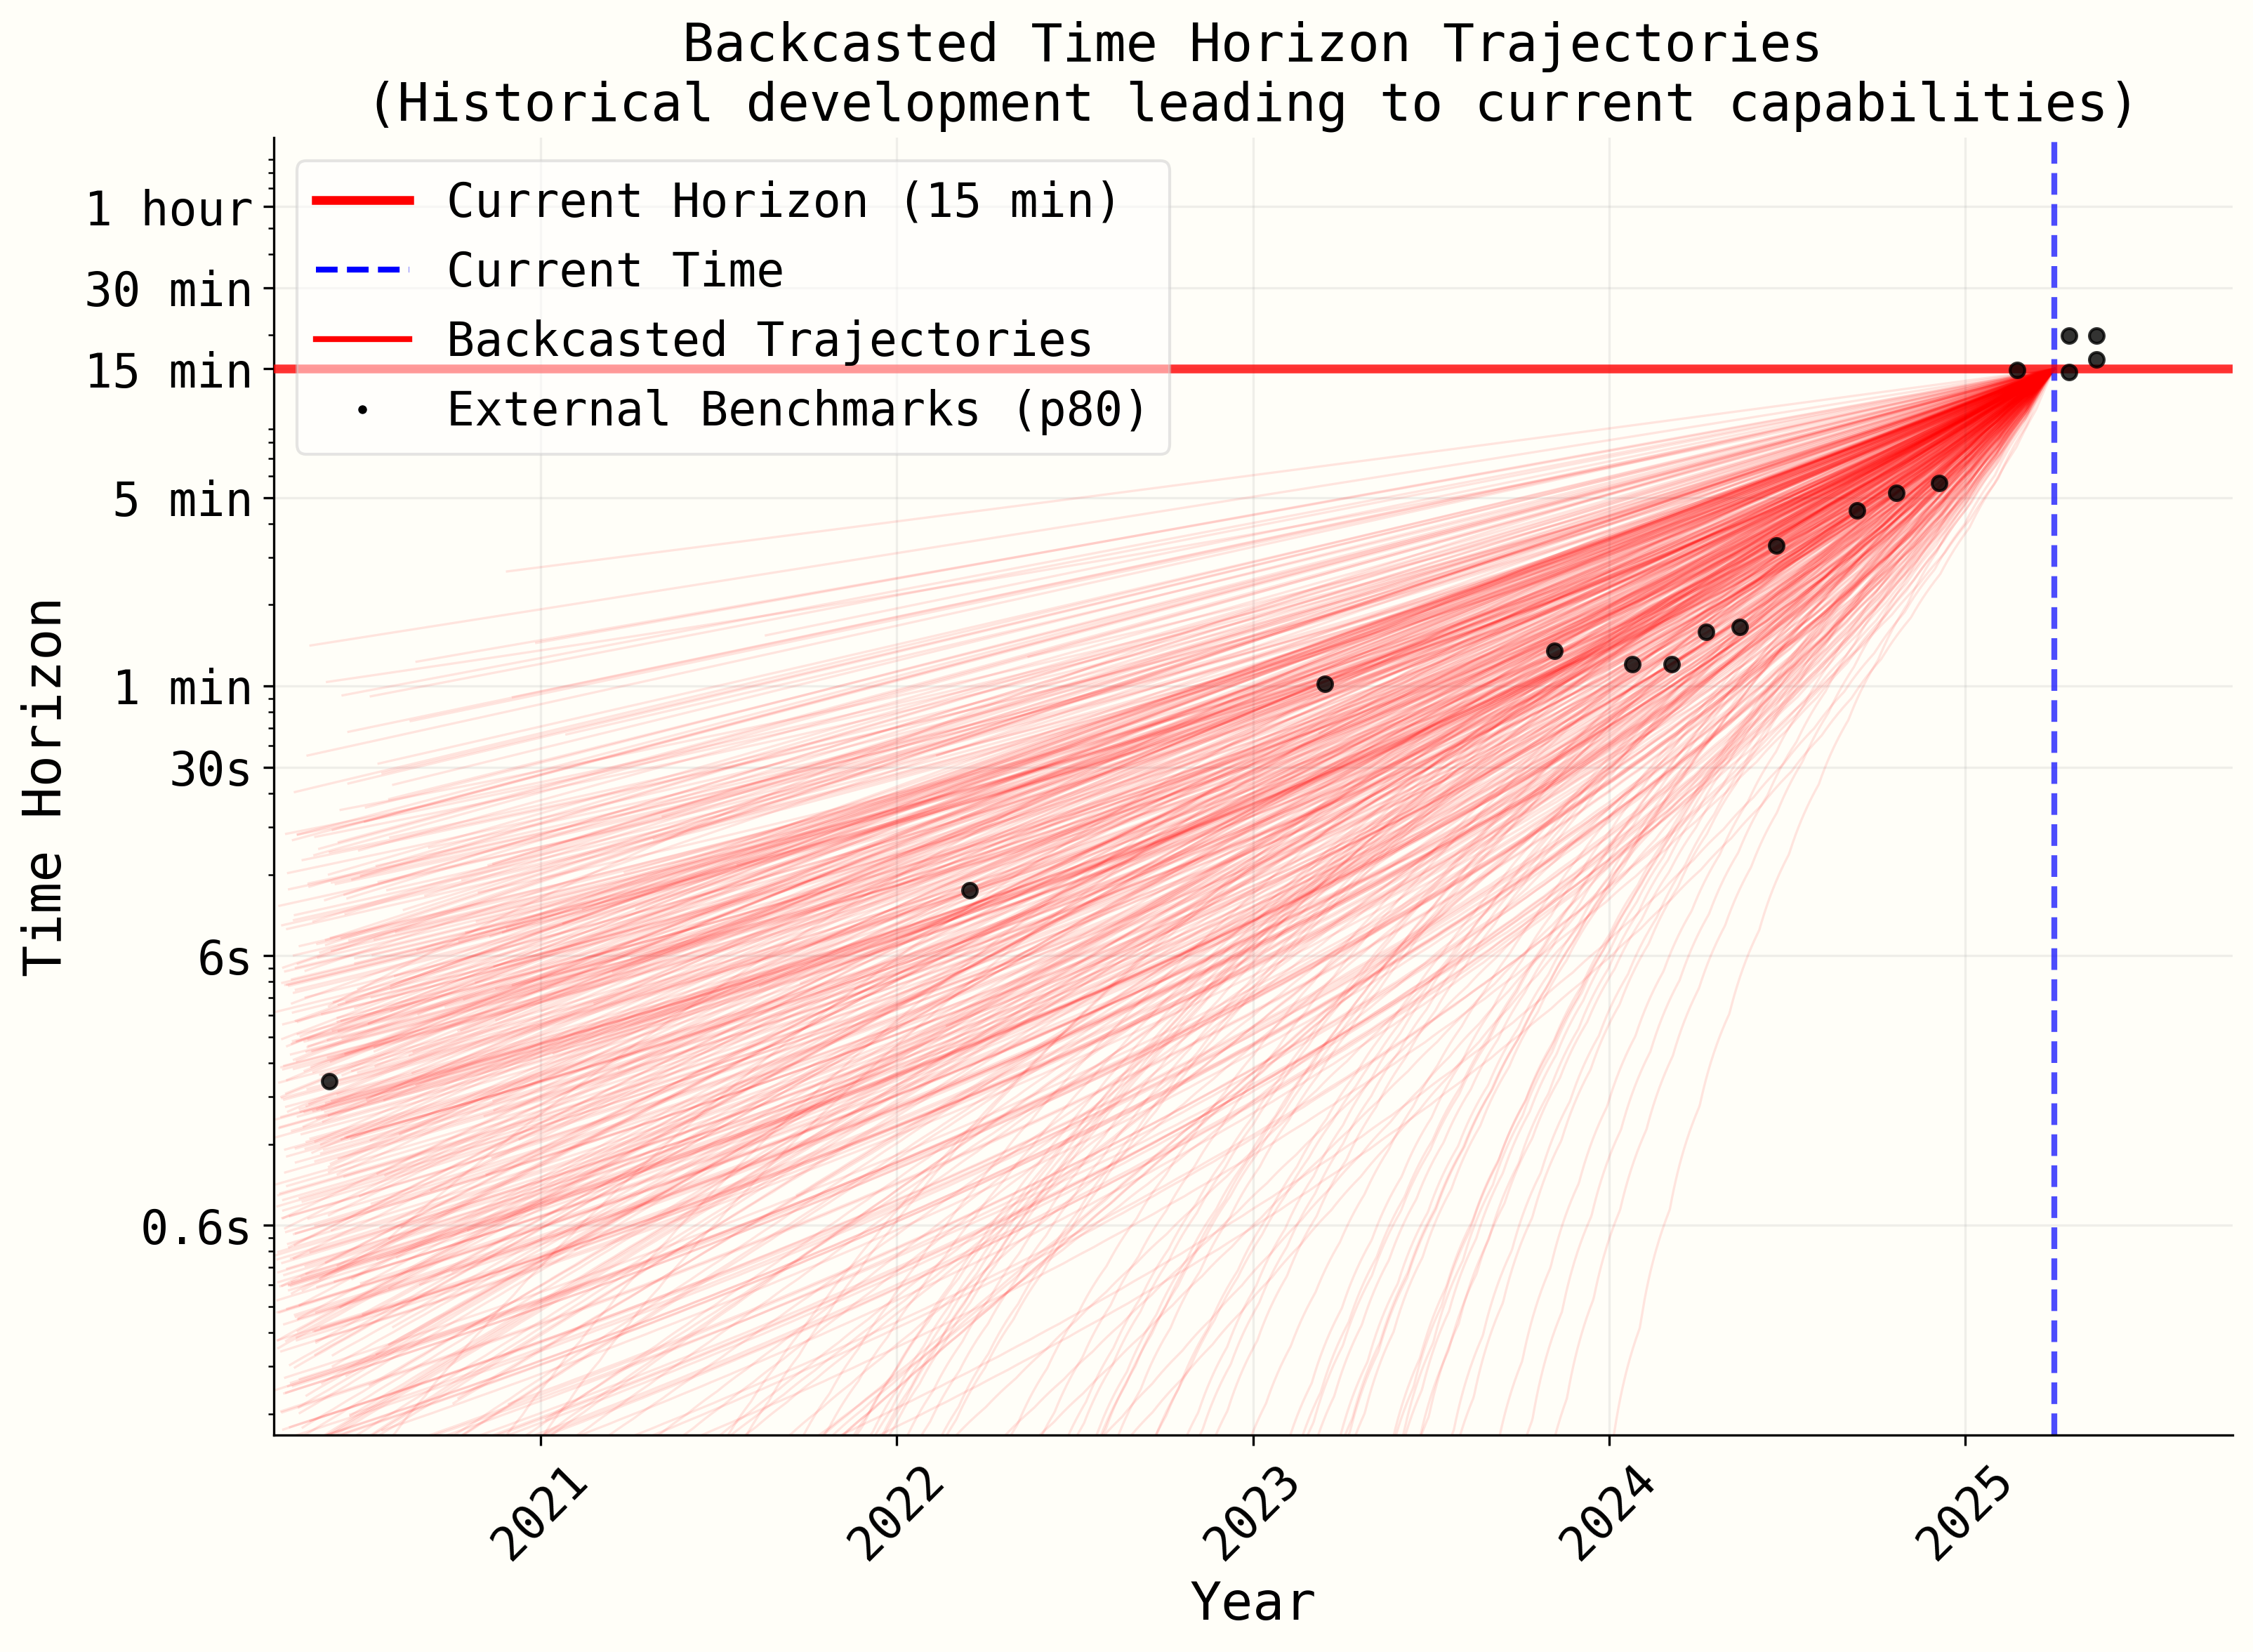 Backcasted Time Horizon Trajectories
(Historical development leading to current capabilities)
Current Horizon (15 min)
Current Time
Backcasted Trajectories
External Benchmarks (p80)
Time Horizon
1 hour
30 min
15 min
5 min
1 min
30s
6s
0.6s
2021
2022
2023
2024
2025
Year